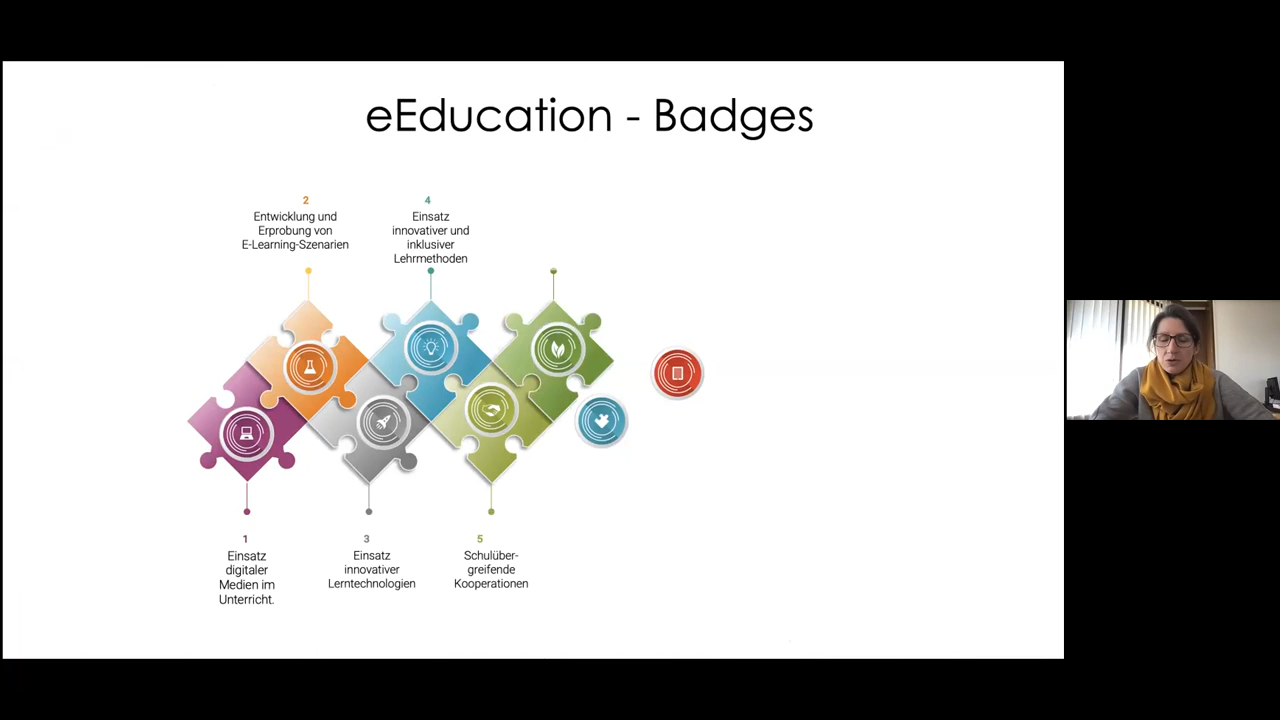 eEducation - Badges
2
Entwicklung und
Erprobung von
E-Learning-Szenarien
4
Einsatz
innovativer und
inklusiver
Lehrmethoden
1
Einsatz
digitaler
Medien im
Unterricht.
3
Einsatz
innovativer
Lerntechnologien
5
Schulüber-
greifende
Kooperationen